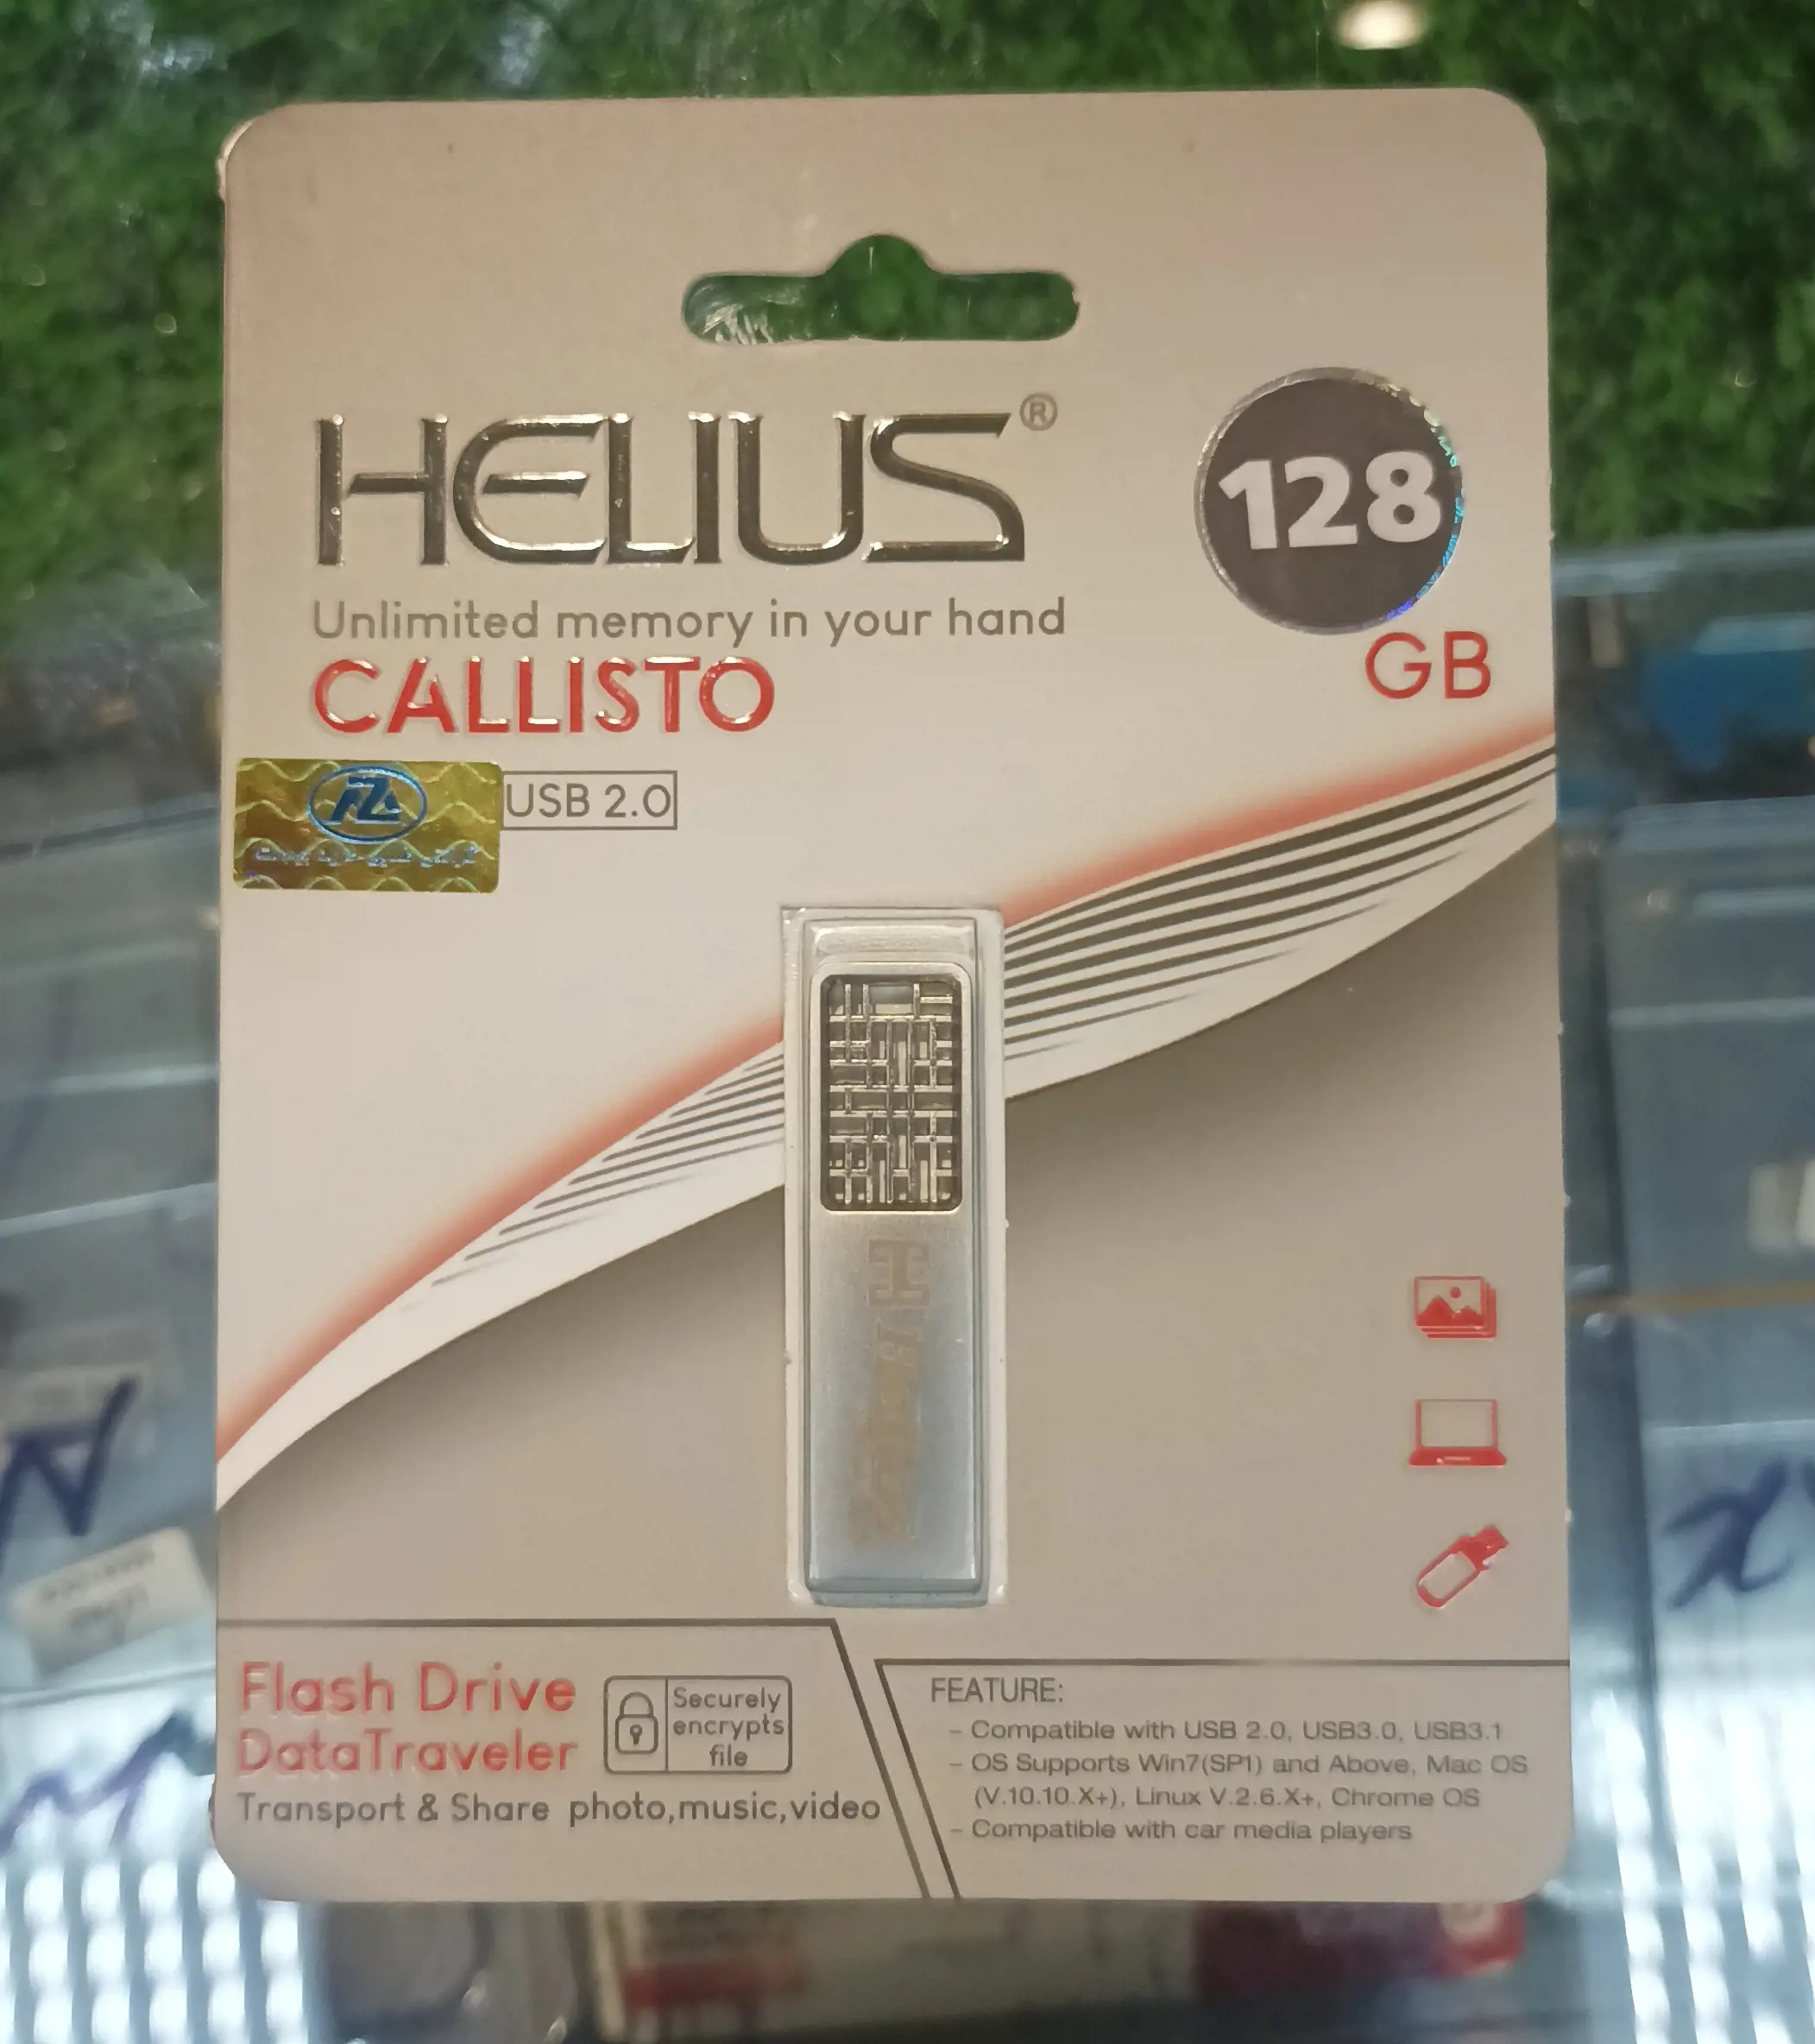 HELIUS®
128
GB
Unlimited memory in your hand
CALLISTO
USB 2.0
Flash Drive
DataTraveler
Securely
encrypts
file
Transport & Share photo,music,video
FEATURE:
- Compatible with USB 2.0, USB3.0, USB3.1
- OS Supports Win7(SP1) and Above, Mac OS
(V.10.10.X+), Linux V.2.6.X+, Chrome OS
- Compatible with car media players